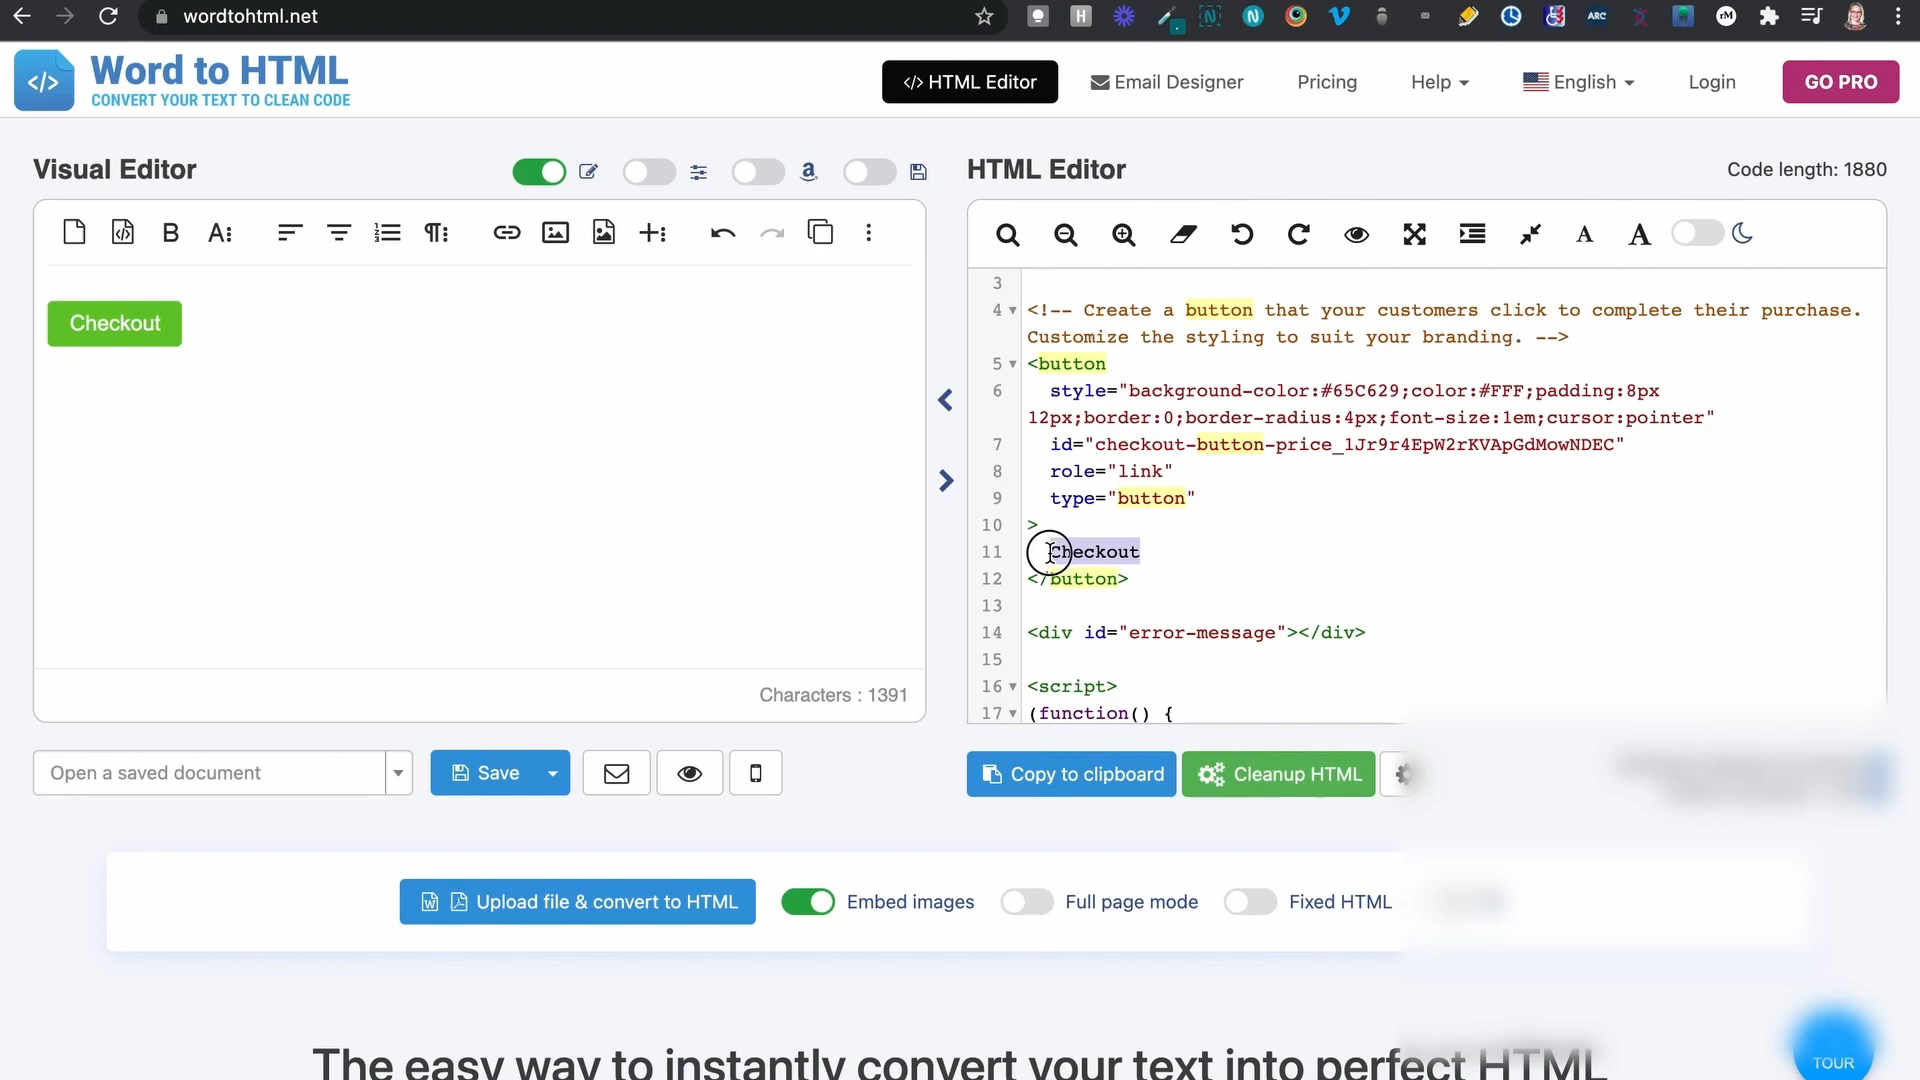 wordtohtml.net
Word to HTML
CONVERT YOUR TEXT TO CLEAN CODE
</> HTML Editor
Email Designer
Pricing
Help
English
Login
GO PRO
Visual Editor
HTML Editor
Code length: 1880
Checkout
3
4 <!-- Create a button that your customers click to complete their purchase.
Customize the styling to suit your branding. -->
5 <button
6 style="background-color:#65C629;color:#FFF;padding:8px
12px;border:0;border-radius:4px;font-size:1em;cursor:pointer"
7 id="checkout-button-price_1Jr9r4EpW2rKVApGdMowNDEC"
8 role="link"
9 type="button"
10 >
11 Checkout
12 </button>
13
14 <div id="error-message"></div>
15
16 <script>
17 (function() {
Characters : 1391
Open a saved document
Save
Copy to clipboard
Cleanup HTML
Upload file & convert to HTML
Embed images
Full page mode
Fixed HTML
The easy way to instantly convert your text into perfect HTML
TOUR